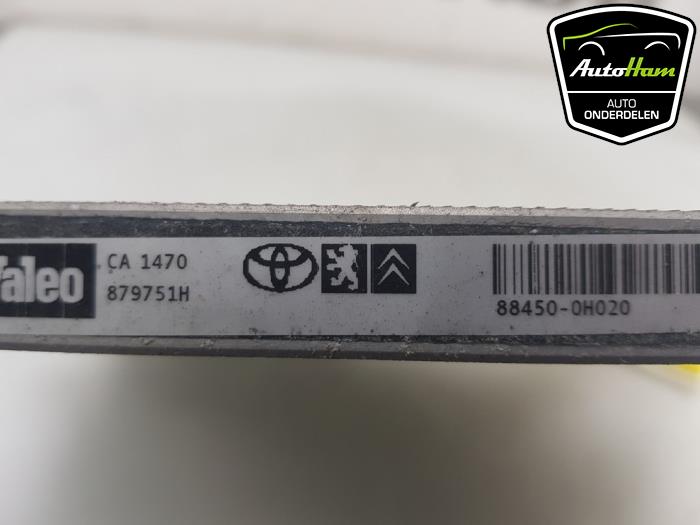 AutoHam
AUTO
ONDERDELEN
Valeo
CA 1470
879751H
88450-0H020